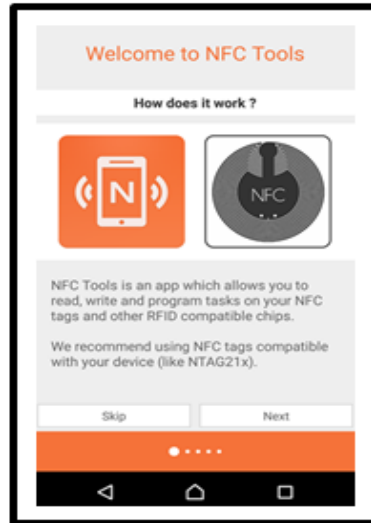 Welcome to NFC Tools
How does it work ?
N
NFC
NFC Tools is an app which allows you to
read, write and program tasks on your NFC
tags and other RFID compatible chips.
We recommend using NFC tags compatible
with your device (like NTAG21x).
Skip
Next